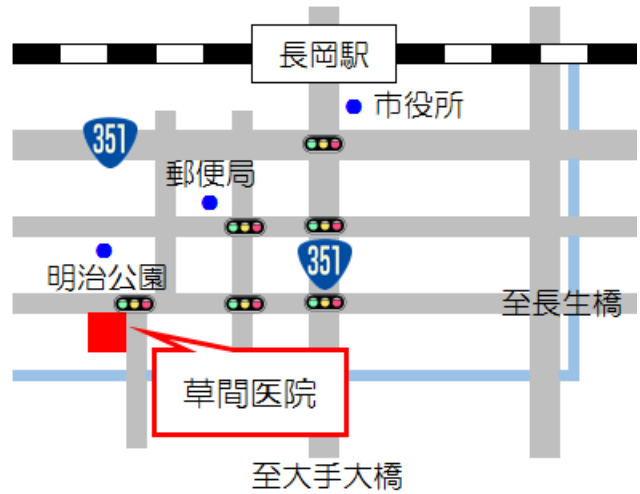 長岡駅
市役所
351
郵便局
351
明治公園
至長生橋
草間医院
至大手大橋